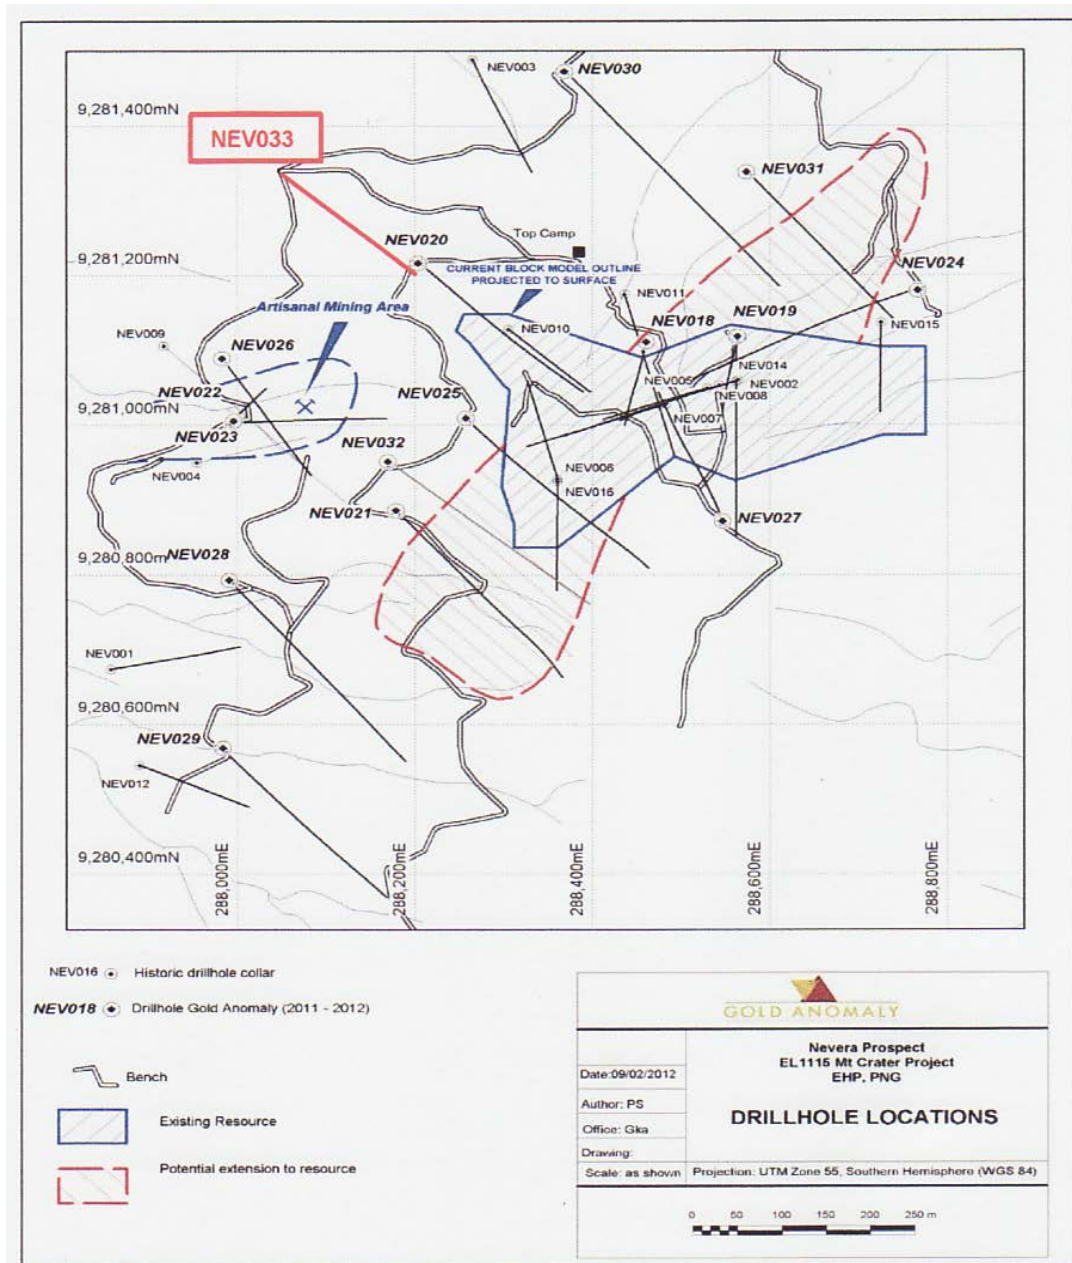 NEV003
NEV030
9,281,400mN
NEV033
NEV031
NEV020
Top Camp
CURRENT BLOCK MODEL OUTLINE
PROJECTED TO SURFACE
9,281,200mN
NEV024
Artisanal Mining Area
NEV011
NEV018
NEV019
NEV015
NEV010
NEV009
NEV026
NEV014
NEV005
NEV002
NEV008
NEV022
NEV025
9,281,000mN
NEV007
NEV023
NEV032
NEV004
NEV006
NEV016
NEV021
NEV027
9,280,800m
NEV028
NEV001
9,280,600mN
NEV029
NEV012
9,280,400mN
288,000mE
288,200mE
288,400mE
288,600mE
288,800mE
NEV016 Historic drillhole collar
NEV018 Drillhole Gold Anomaly (2011 - 2012)
Bench
Existing Resource
Potential extension to resource
GOLD ANOMALY
Nevera Prospect
EL1115 Mt Crater Project
EHP, PNG
DRILLHOLE LOCATIONS
Date:09/02/2012
Author: PS
Office: Gka
Drawing:
Scale: as shown
Projection: UTM Zone 55, Southern Hemisphere (WGS 84)
0 50 100 150 200 250 m